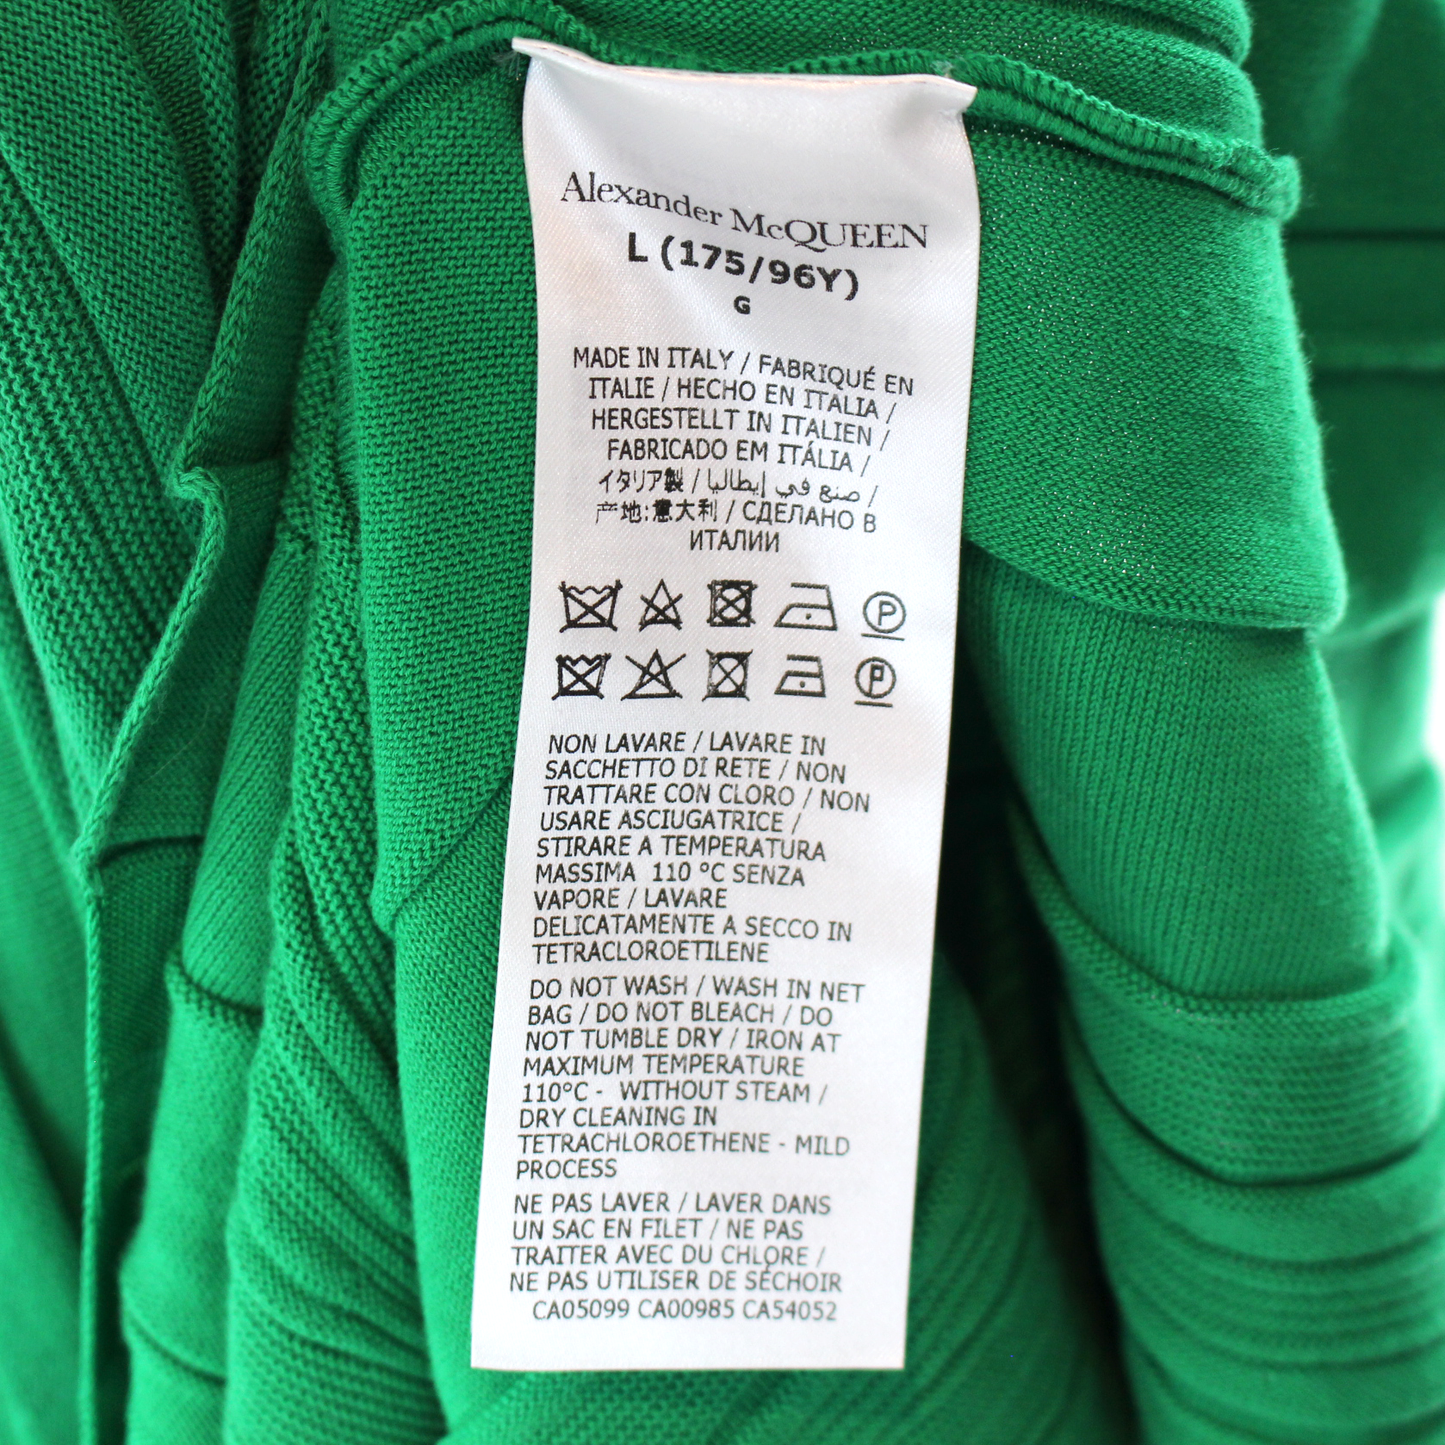 Alexander McQUEEN
L (175/96Y)
G
MADE IN ITALY / FABRIQUÉ EN
ITALIE / HECHO EN ITALIA /
HERGESTELLT IN ITALIEN /
FABRICADO EM ITÁLIA /
イタリア製 / صنع في إيطاليا /
产地:意大利 / СДЕЛАНО В
ИТАЛИИ
P
P
NON LAVARE / LAVARE IN
SACCHETTO DI RETE / NON
TRATTARE CON CLORO / NON
USARE ASCIUGATRICE /
STIRARE A TEMPERATURA
MASSIMA 110 °C SENZA
VAPORE / LAVARE
DELICATAMENTE A SECCO IN
TETRACLOROETILENE
DO NOT WASH / WASH IN NET
BAG / DO NOT BLEACH / DO
NOT TUMBLE DRY / IRON AT
MAXIMUM TEMPERATURE
110°C - WITHOUT STEAM /
DRY CLEANING IN
TETRACHLOROETHENE - MILD
PROCESS
NE PAS LAVER / LAVER DANS
UN SAC EN FILET / NE PAS
TRAITER AVEC DU CHLORE /
NE PAS UTILISER DE SÉCHOIR
CA05099 CA00985 CA54052